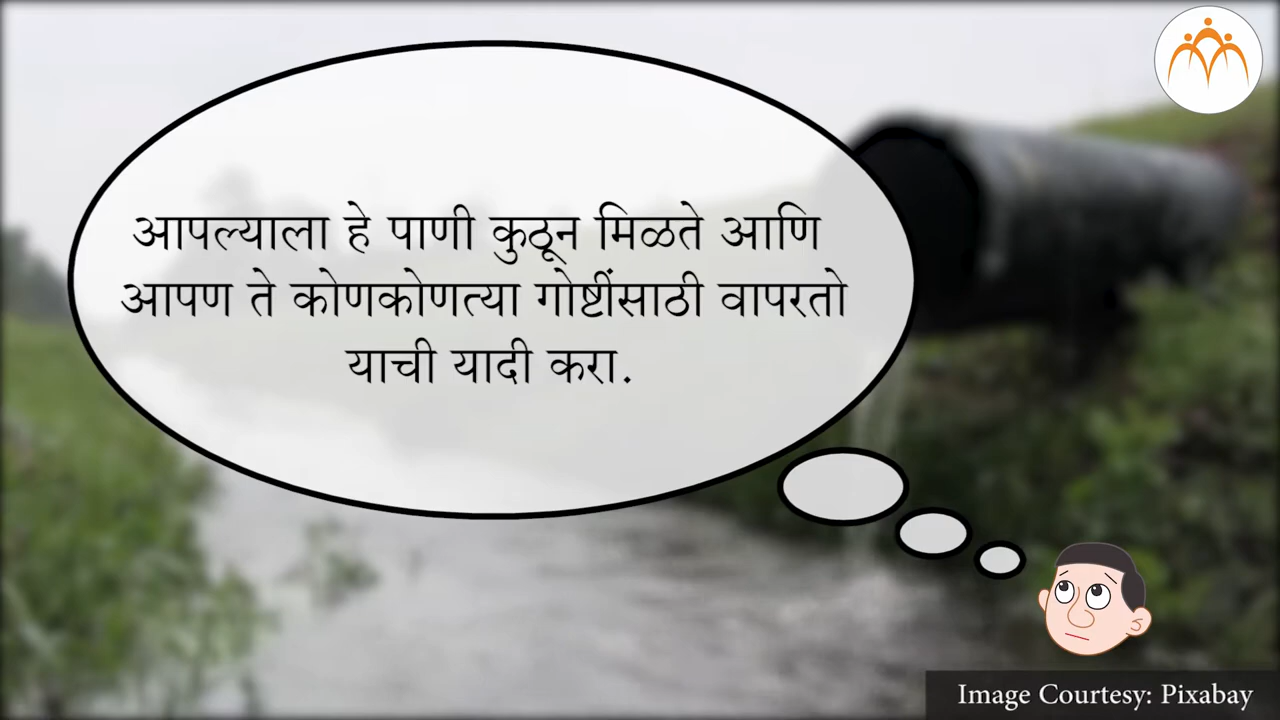 आपल्याला हे पाणी कुठून मिळते आणि
आपण ते कोणकोणत्या गोष्टींसाठी वापरतो
याची यादी करा.
Image Courtesy: Pixabay